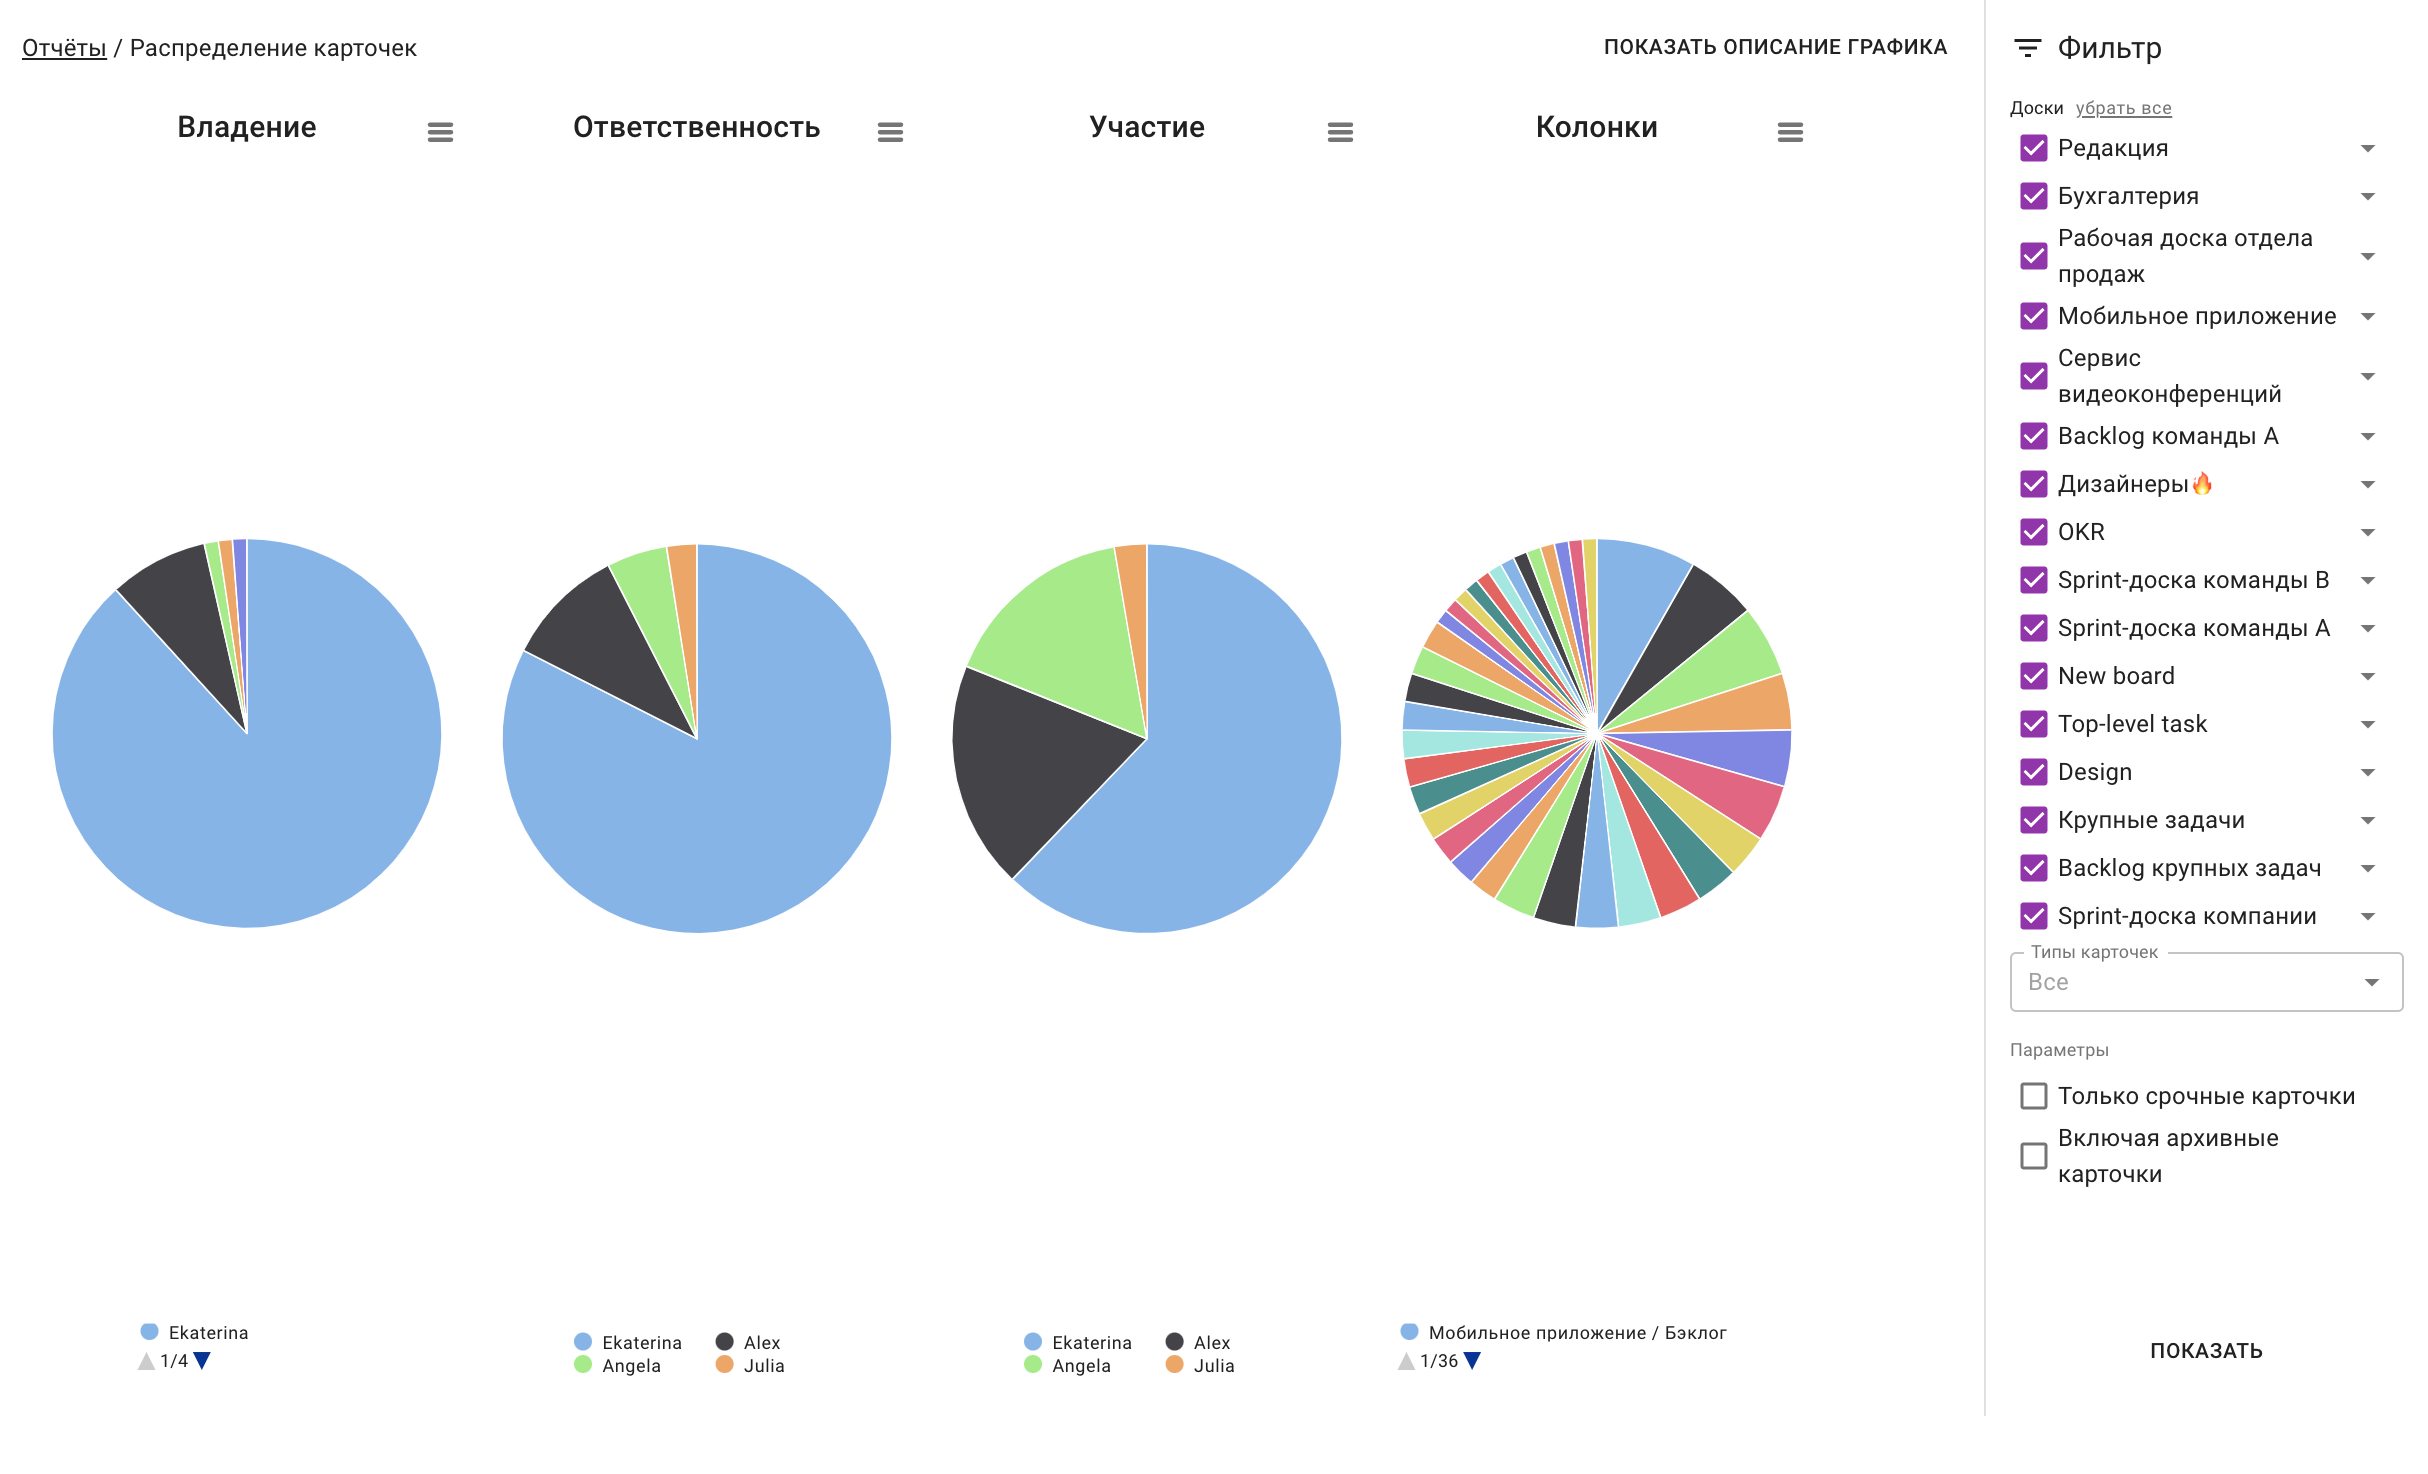 Отчёты / Распределение карточек
ПОКАЗАТЬ ОПИСАНИЕ ГРАФИКА
Владение
Ответственность
Участие
Колонки
Ekaterina
1/4
Ekaterina
Alex
Angela
Julia
Ekaterina
Alex
Angela
Julia
Мобильное приложение / Бэклог
1/36
Фильтр
Доски убрать все
Редакция
Бухгалтерия
Рабочая доска отдела
продаж
Мобильное приложение
Сервис
видеоконференций
Backlog команды А
Дизайнеры🔥
OKR
Sprint-доска команды В
Sprint-доска команды А
New board
Top-level task
Design
Крупные задачи
Backlog крупных задач
Sprint-доска компании
Типы карточек
Все
Параметры
Только срочные карточки
Включая архивные
карточки
ПОКАЗАТЬ